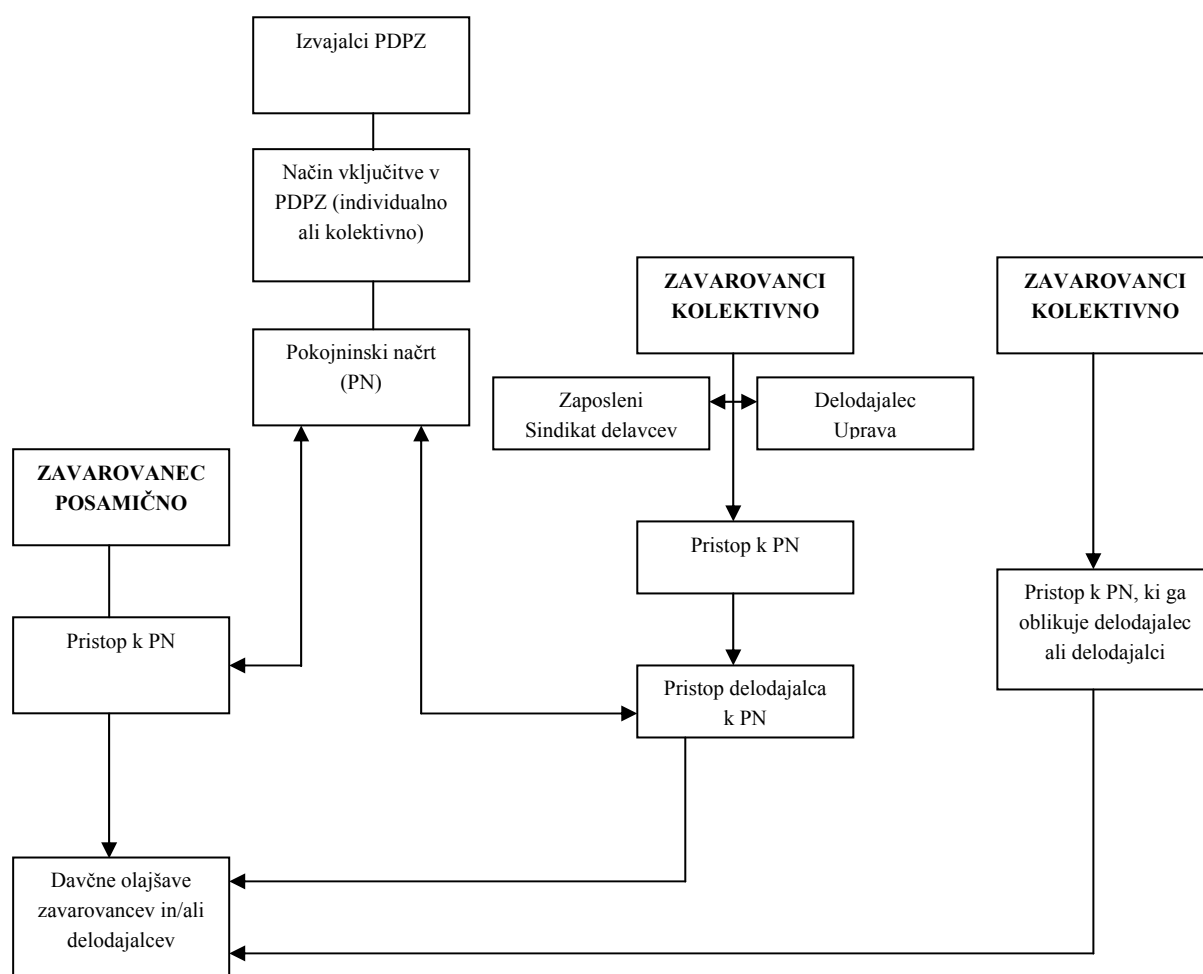 Izvajalci PDPZ
Način vključitve v
PDPZ (individualno
ali kolektivno)
Pokojninski načrt
(PN)
ZAVAROVANCI
KOLEKTIVNO
ZAVAROVANCI
KOLEKTIVNO
Zaposleni
Sindikat delavcev
Delodajalec
Uprava
ZAVAROVANEC
POSAMIČNO
Pristop k PN
Pristop k PN, ki ga
oblikuje delodajalec
ali delodajalci
Pristop k PN
Pristop delodajalca
k PN
Davčne olajšave
zavarovancev in/ali
delodajalcev